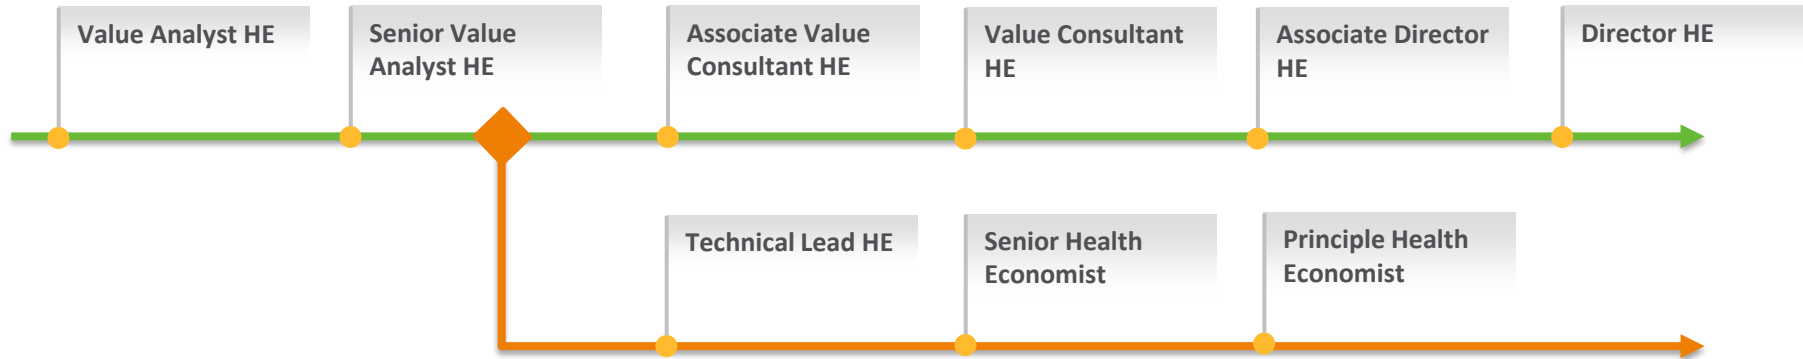 Value Analyst HE
Senior Value
Analyst HE
Associate Value
Consultant HE
Value Consultant
HE
Associate Director
HE
Director HE
Technical Lead HE
Senior Health
Economist
Principle Health
Economist